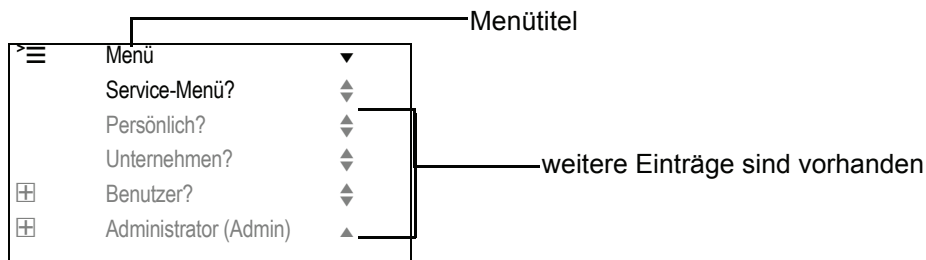 Menütitel
Menü
Service-Menü?
Persönlich?
Unternehmen?
weitere Einträge sind vorhanden
Benutzer?
Administrator (Admin)